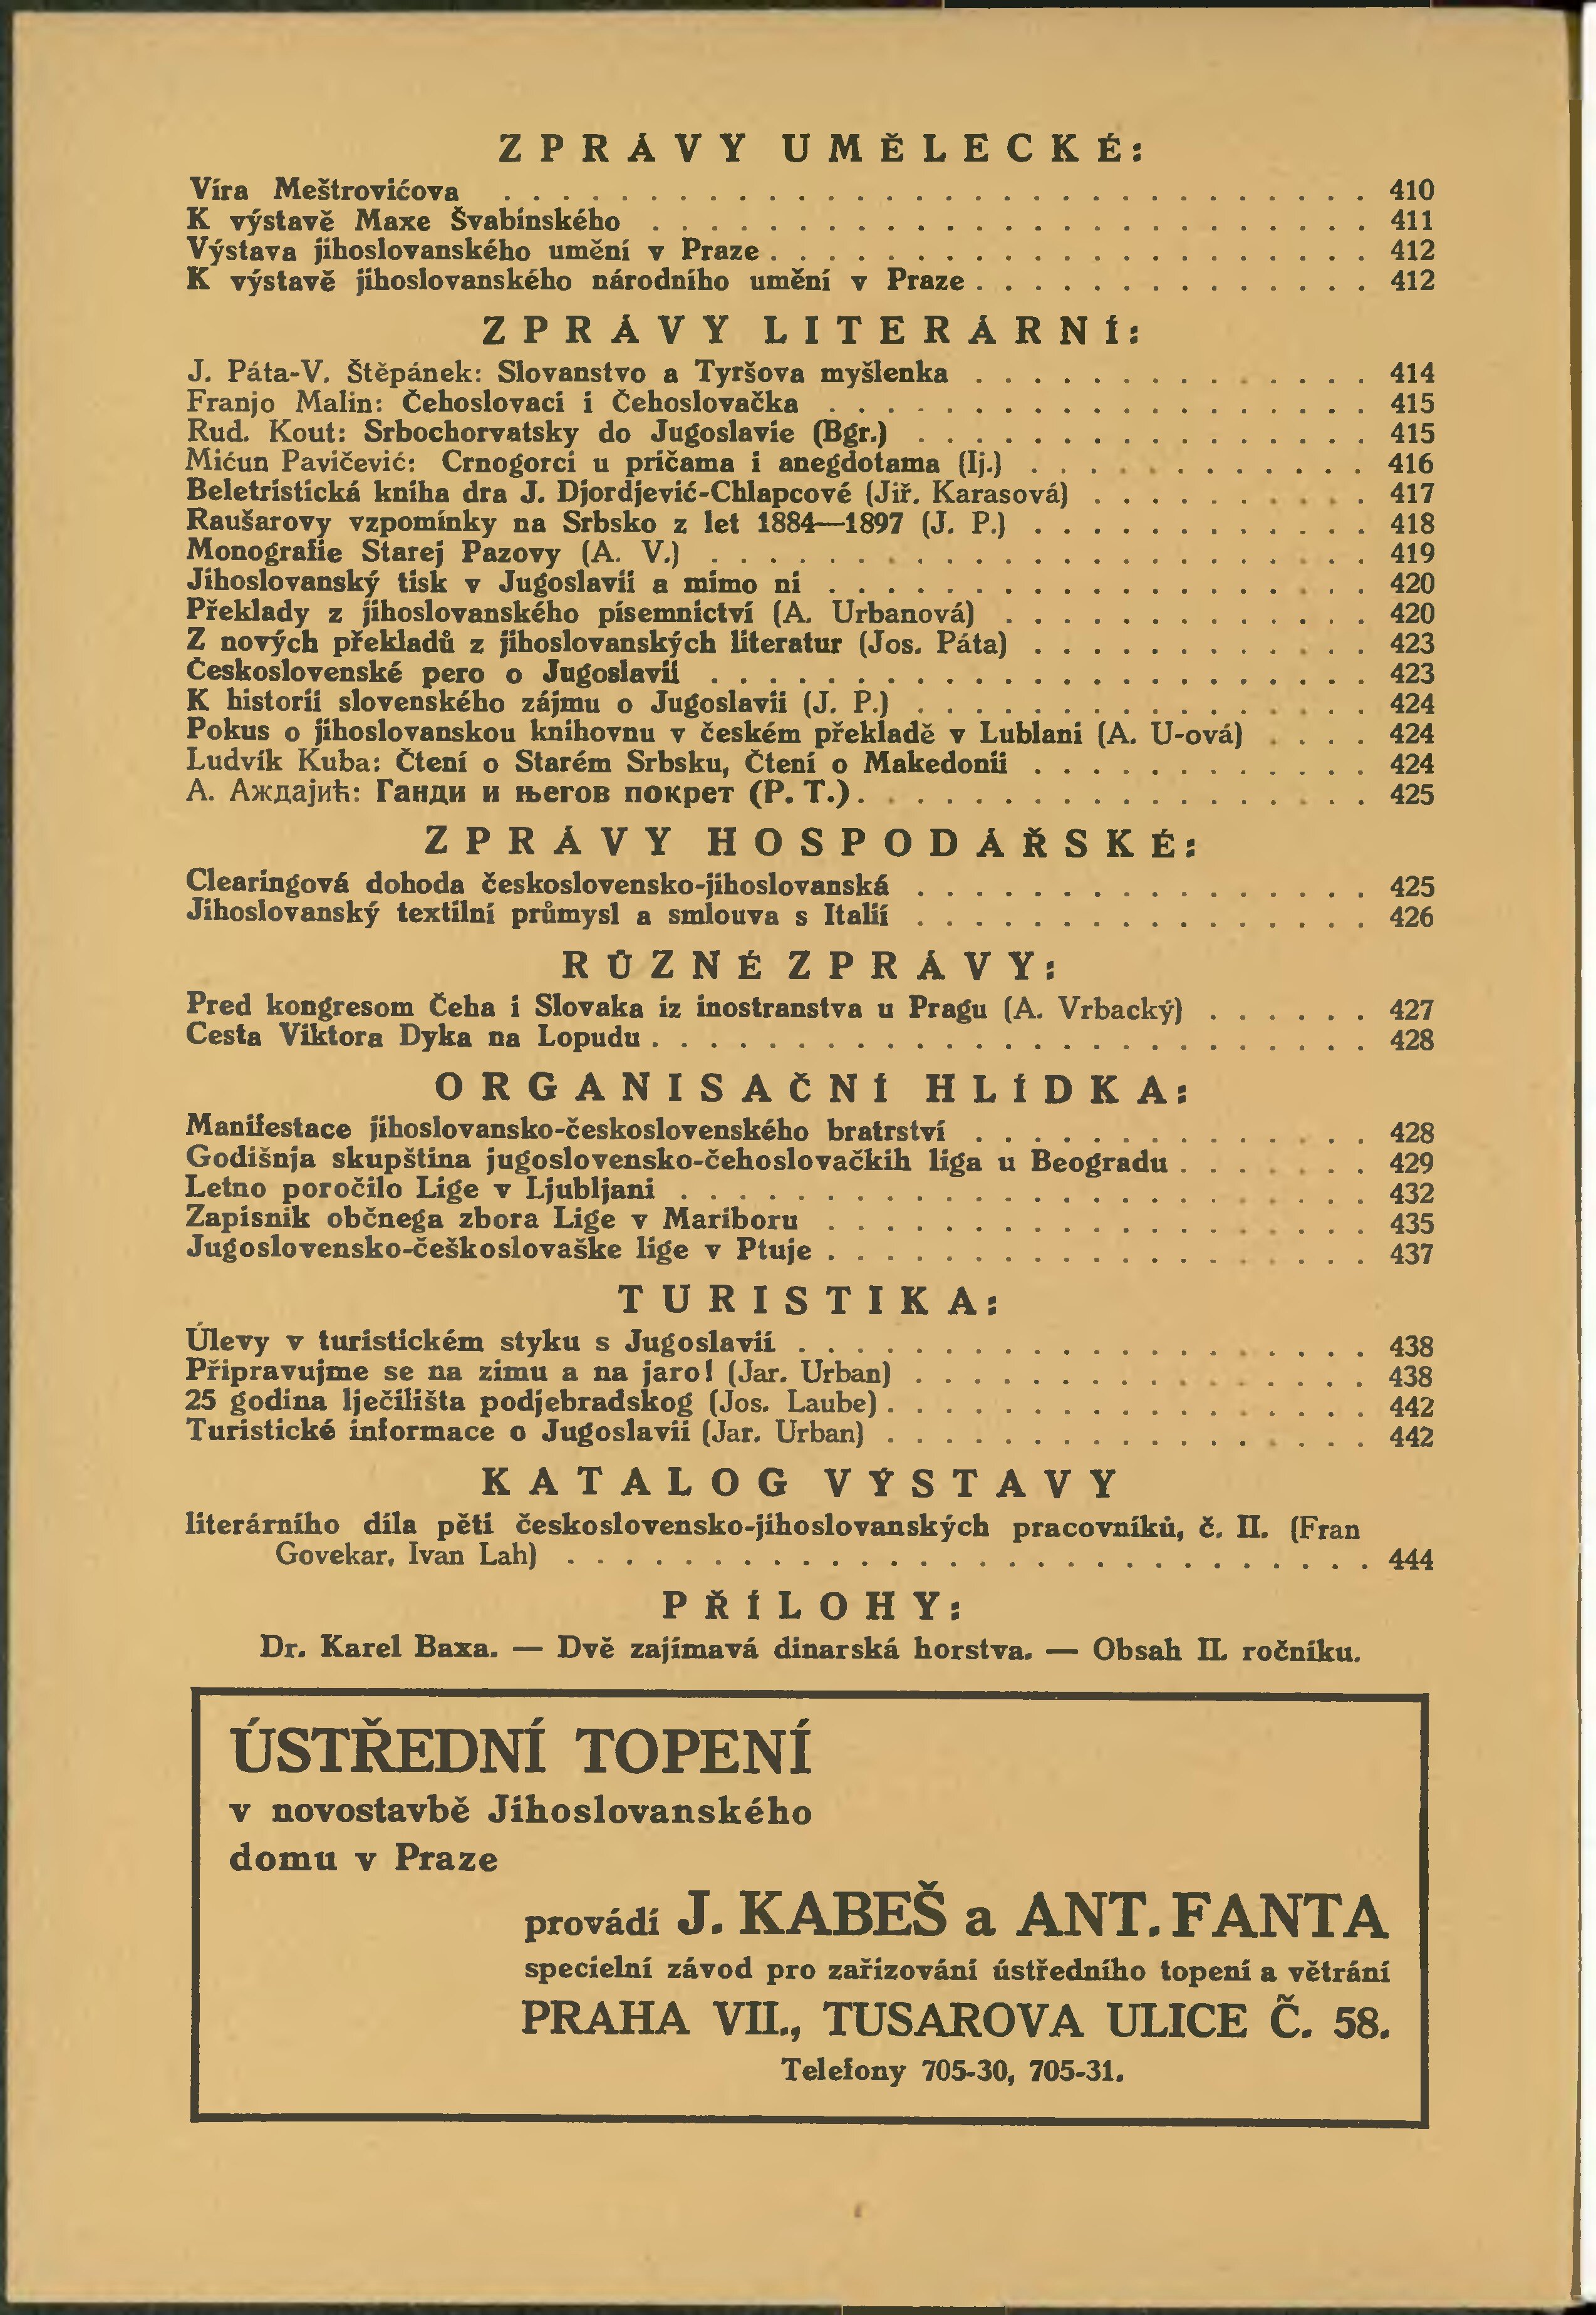 ZPRÁVY UMĚLECKÉ:
Víra Meštrovićova . . . . . . . . . . . . . . . . . . . . . . . . . . . . . . 410
K výstavě Maxe Švabinského . . . . . . . . . . . . . . . . . . . . . . . . . 411
Výstava jihoslovanského umění v Praze . . . . . . . . . . . . . . . . . . . . . 412
K výstavě jihoslovanského národního umění v Praze . . . . . . . . . . . . . . 412
ZPRÁVY LITERÁRNÍ:
J. Páta-V. Štěpánek: Slovanstvo a Tyršova myšlenka . . . . . . . . . . . . . . 414
Franjo Malin: Čehoslovaci i Čehoslovačka . . . . . . . . . . . . . . . . . . . 415
Rud. Kout: Srbochorvatsky do Jugoslavie (Bgr.) . . . . . . . . . . . . . . . . 415
Mićun Pavičević: Crnogorci u pričama i anegdotama (Ij.) . . . . . . . . . . . . 416
Beletristická kniha dra J. Djordjević-Chlapcové (Jiř. Karasová) . . . . . . . . . . 417
Raušarovy vzpomínky na Srbsko z let 1884—1897 (J. P.) . . . . . . . . . . . . 418
Monografie Starej Pazovy (A. V.) . . . . . . . . . . . . . . . . . . . . . . . 419
Jihoslovanský tisk v Jugoslavii a mimo ni . . . . . . . . . . . . . . . . . . . 420
Překlady z jihoslovanského písemnictví (A. Urbanová) . . . . . . . . . . . . . 420
Z nových překladů z jihoslovanských literatur (Jos. Páta) . . . . . . . . . . . . 423
Československé pero o Jugoslavii . . . . . . . . . . . . . . . . . . . . . . . 423
K historii slovenského zájmu o Jugoslavii (J. P.) . . . . . . . . . . . . . . . . 424
Pokus o jihoslovanskou knihovnu v českém překladě v Lublani (A. U-ová) . . . . 424
Ludvík Kuba: Čtení o Starém Srbsku, Čtení o Makedonii . . . . . . . . . . . . 424
А. Аждајић: Ганди и његов покрет (Р. Т.) . . . . . . . . . . . . . . . . . . 425
ZPRÁVY HOSPODÁŘSKÉ:
Clearingová dohoda československo-jihoslovanská . . . . . . . . . . . . . . . . 425
Jihoslovanský textilní průmysl a smlouva s Italií . . . . . . . . . . . . . . . . 426
RŮZNÉ ZPRÁVY:
Pred kongresom Čeha i Slovaka iz inostranstva u Pragu (A. Vrbacký) . . . . . . 427
Cesta Viktora Dyka na Lopudu . . . . . . . . . . . . . . . . . . . . . . . . . 428
ORGANISAČNÍ HLÍDKA:
Manifestace jihoslovansko-československého bratrství . . . . . . . . . . . . . . 428
Godišnja skupština jugoslovensko-čehoslovačkih liga u Beogradu . . . . . . . 429
Letno poročilo Lige v Ljubljani . . . . . . . . . . . . . . . . . . . . . . . . 432
Zapisnik občnega zbora Lige v Mariboru . . . . . . . . . . . . . . . . . . . 435
Jugoslovensko-češkoslovaške lige v Ptuje . . . . . . . . . . . . . . . . . . . 437
TURISTIKA:
Úlevy v turistickém styku s Jugoslavií . . . . . . . . . . . . . . . . . . . . 438
Připravujme se na zimu a na jaro! (Jar. Urban) . . . . . . . . . . . . . . . . 438
25 godina lječilišta podjebradskog (Jos. Laube) . . . . . . . . . . . . . . . . . 442
Turistické informace o Jugoslavii (Jar. Urban) . . . . . . . . . . . . . . . . . 442
KATALOG VÝSTAVY
literárního díla pěti československo-jihoslovanských pracovníků, č. II. (Fran
Govekar, Ivan Lah) . . . . . . . . . . . . . . . . . . . . . . . . . . . . 444
PŘÍLOHY:
Dr. Karel Baxa. — Dvě zajímavá dinarská horstva. — Obsah II. ročníku.
ÚSTŘEDNÍ TOPENÍ
v novostavbě Jihoslovanského
domu v Praze
provádí J. KABEŠ a ANT. FANTA
specielní závod pro zařizování ústředního topení a větrání
PRAHA VII., TUSAROVA ULICE Č. 58.
Telefony 705-30, 705-31.